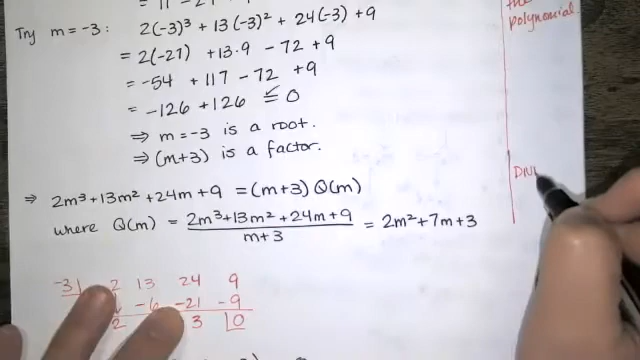 the
polynomial.
Try m = -3: 2(-3)³ + 13(-3)² + 24(-3) + 9
= 2(-27) + 13·9 - 72 + 9
= -54 + 117 - 72 + 9
= -126 + 126 = 0
⇒ m = -3 is a root.
⇒ (m+3) is a factor.
⇒ 2m³ + 13m² + 24m + 9 = (m+3) Q(m)
where Q(m) = 2m³ + 13m² + 24m + 9 / m + 3 = 2m² + 7m + 3
-3 2 13 24 9
-6 -21 -9
2 3 0